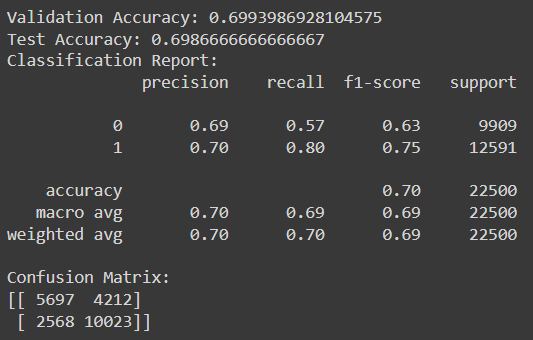 Validation Accuracy: 0.6993986928104575
Test Accuracy: 0.6986666666666667
Classification Report:
              precision    recall  f1-score   support

           0       0.69      0.57      0.63      9909
           1       0.70      0.80      0.75     12591

    accuracy                           0.70     22500
   macro avg       0.70      0.69      0.69     22500
weighted avg       0.70      0.70      0.69     22500

Confusion Matrix:
[[ 5697  4212]
 [ 2568 10023]]